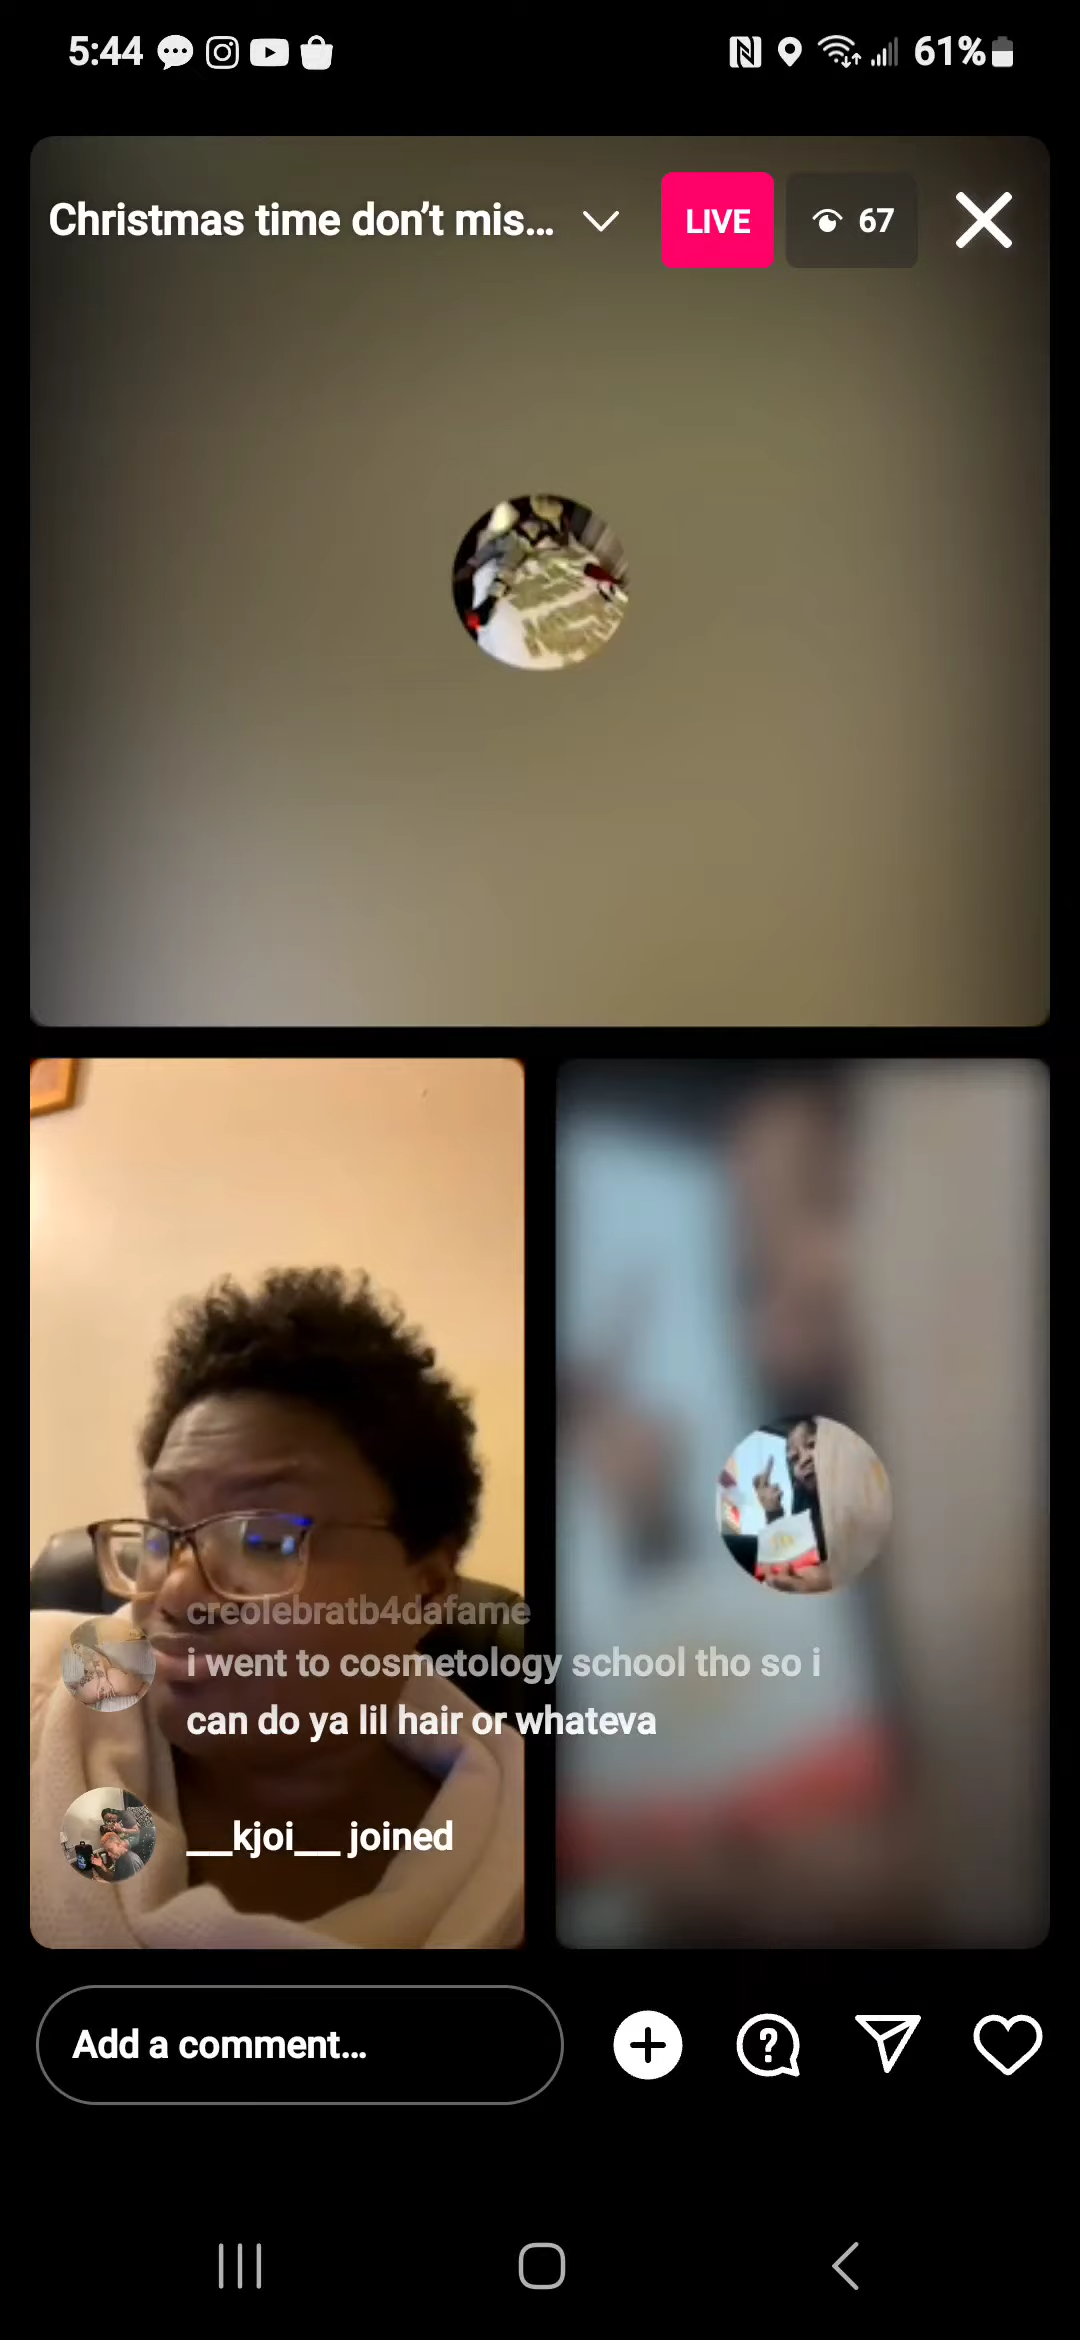 5:44 61%
Christmas time don’t mis... LIVE 67
creolebratb4dafame
i went to cosmetology school tho so i
can do ya lil hair or whateva
__kjoi__ joined
Add a comment...